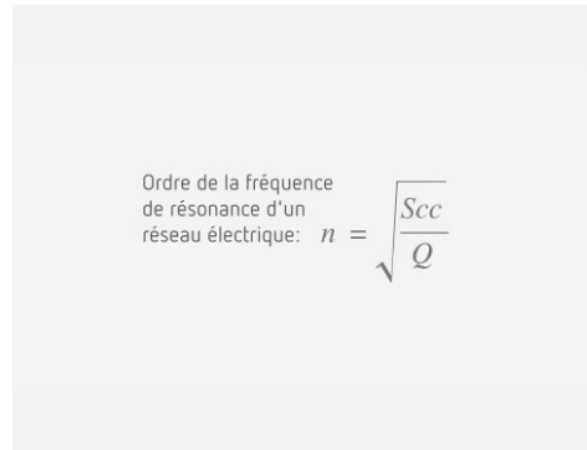 Ordre de la fréquence
de résonance d'un
réseau électrique: n = √(Scc/Q)